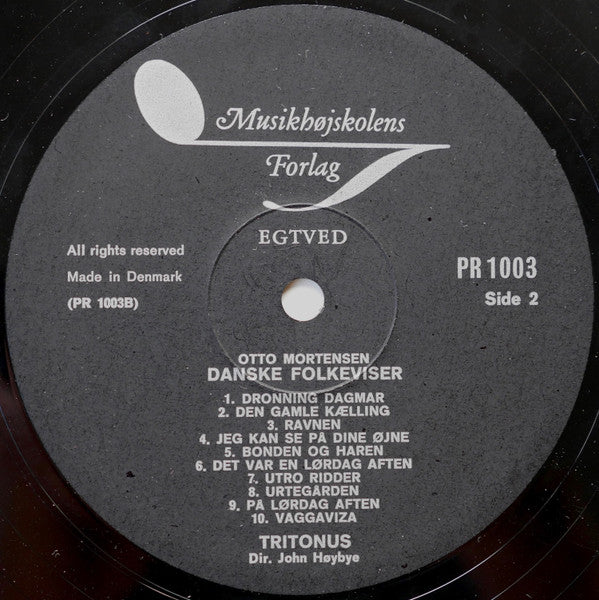 Musikhøjskolens
Forlag
EGTVED
All rights reserved
Made in Denmark
(PR 1003B)
PR 1003
Side 2
OTTO MORTENSEN
DANSKE FOLKEVISER
1. DRONNING DAGMAR
2. DEN GAMLE KÆLLING
3. RAVNEN
4. JEG KAN SE PÅ DINE ØJNE
5. BONDEN OG HAREN
6. DET VAR EN LØRDAG AFTEN
7. UTRO RIDDER
8. URTEGÅRDEN
9. PÅ LØRDAG AFTEN
10. VAGGAVIZA
TRITONUS
Dir. John Høybye